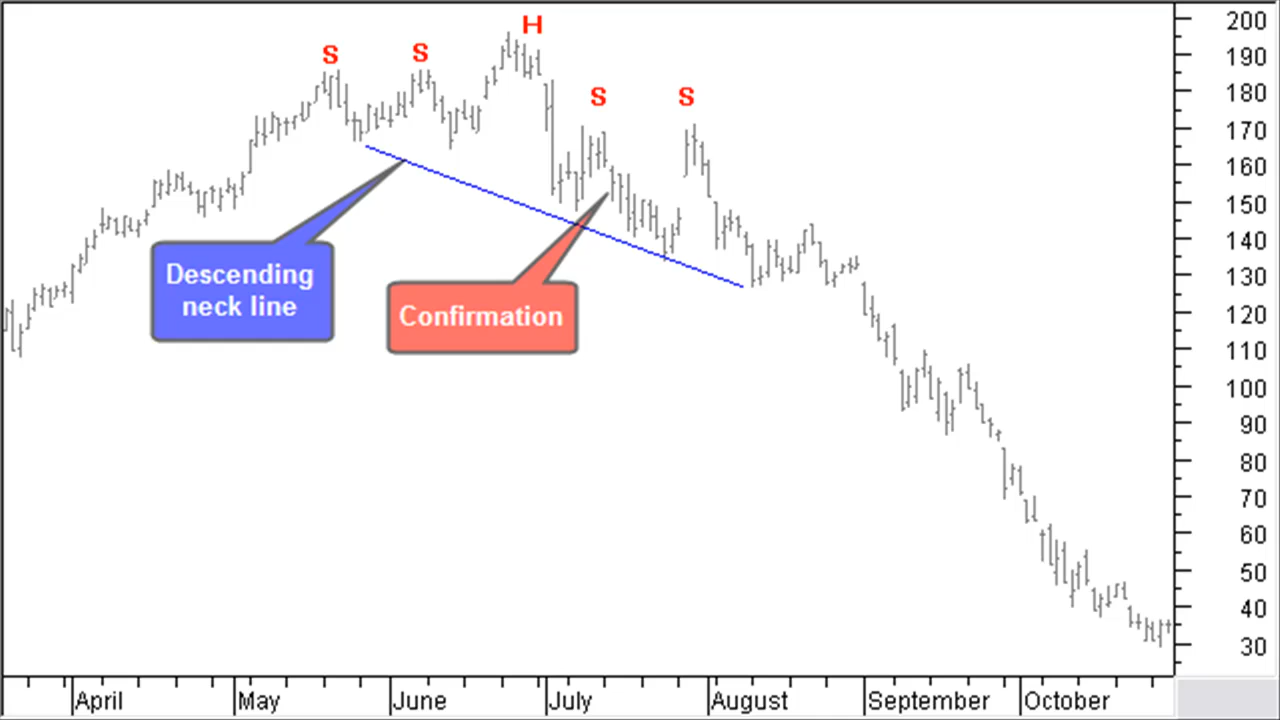 H
S
S
S
S
Descending
neck line
Confirmation
200
190
180
170
160
150
140
130
120
110
100
90
80
70
60
50
40
30
April
May
June
July
August
September
October